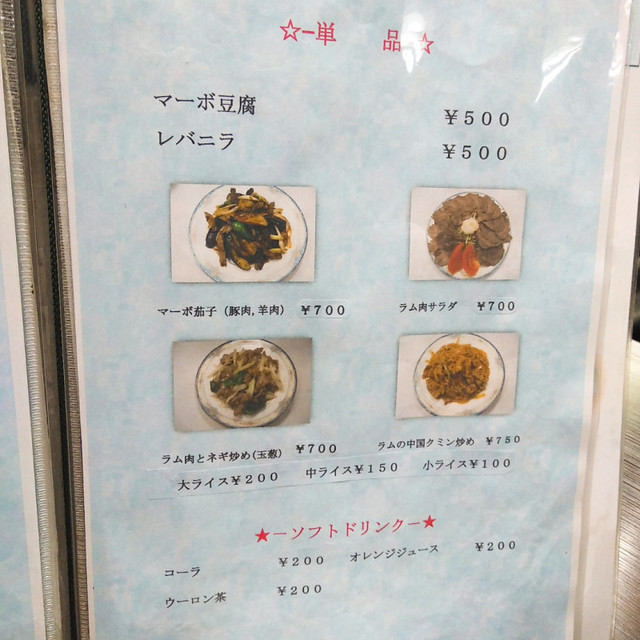 ☆-単 品☆
マーボ豆腐 ￥500
レバニラ ￥500
マーボ茄子 (豚肉,羊肉) ￥700 ラム肉サラダ ￥700
ラム肉とネギ炒め(玉葱) ￥700 ラムの中国クミン炒め ￥750
大ライス￥200 中ライス￥150 小ライス￥100
★-ソフトドリンク-★
コーラ ￥200 オレンジジュース ￥200
ウーロン茶 ￥200